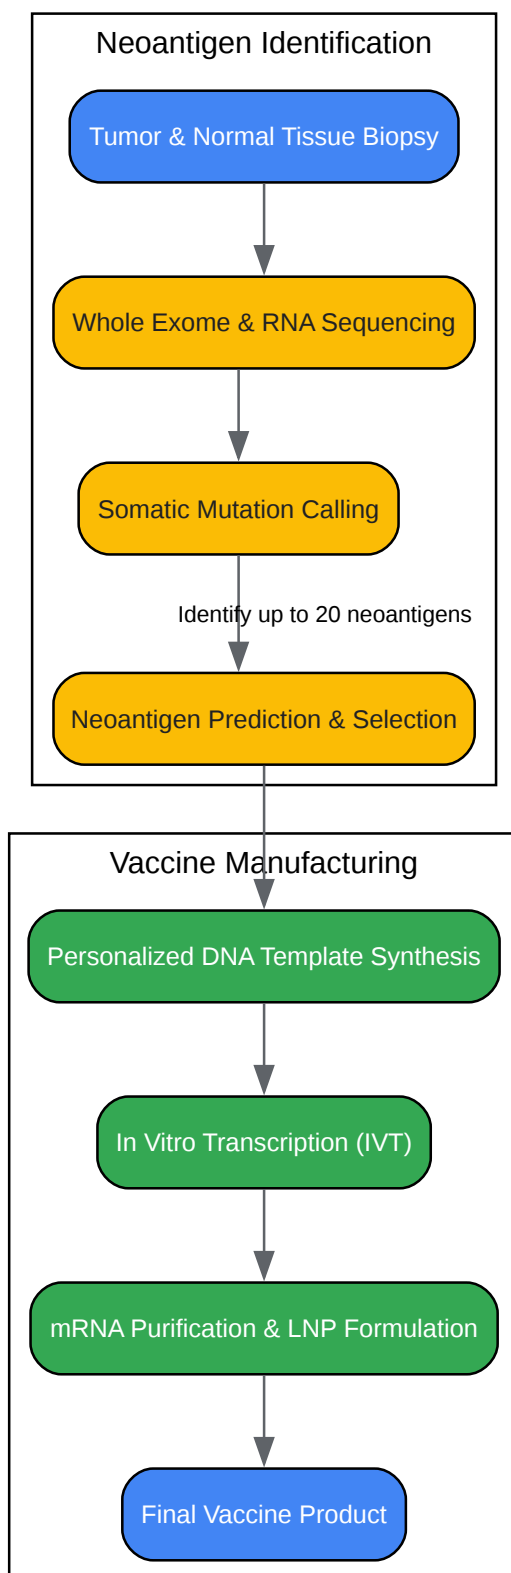 Neoantigen Identification
Tumor & Normal Tissue Biopsy
Whole Exome & RNA Sequencing
Somatic Mutation Calling
Identify up to 20 neoantigens
Neoantigen Prediction & Selection
Vaccine Manufacturing
Personalized DNA Template Synthesis
In Vitro Transcription (IVT)
mRNA Purification & LNP Formulation
Final Vaccine Product